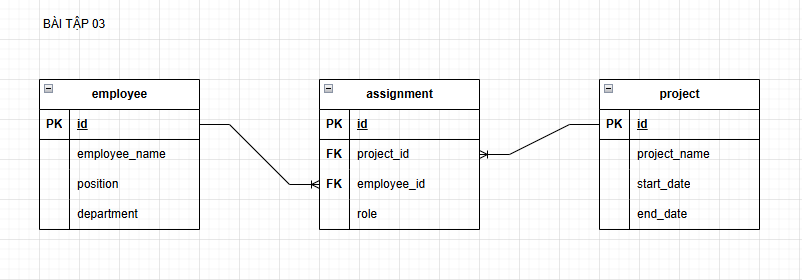 BÀI TẬP 03
employee
PK id
employee_name
position
department
assignment
PK id
FK project_id
FK employee_id
role
project
PK id
project_name
start_date
end_date